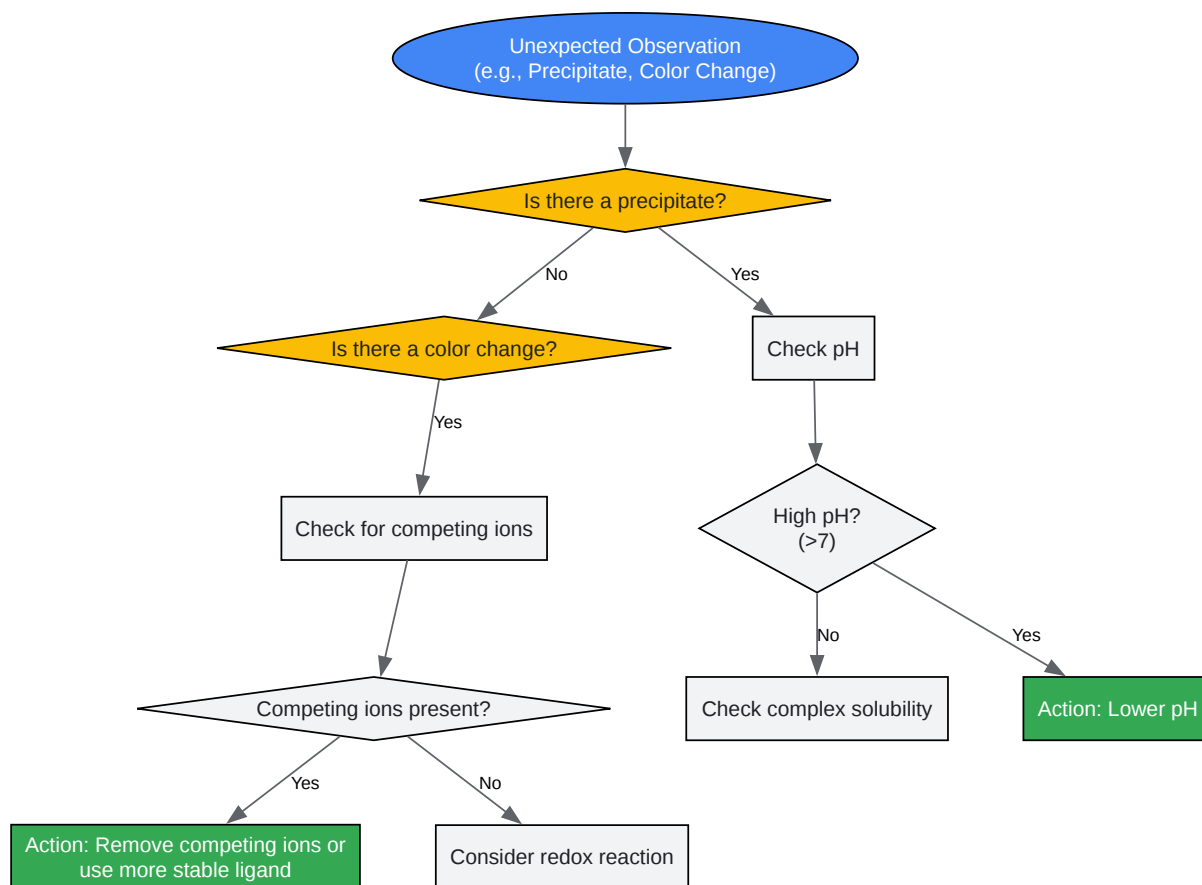 Unexpected Observation
(e.g., Precipitate, Color Change)
Is there a precipitate?
No
Yes
Is there a color change?
Check pH
Yes
High pH?
(>7)
Check for competing ions
No
Yes
Check complex solubility
Action: Lower pH
Competing ions present?
Yes
No
Action: Remove competing ions or
use more stable ligand
Consider redox reaction